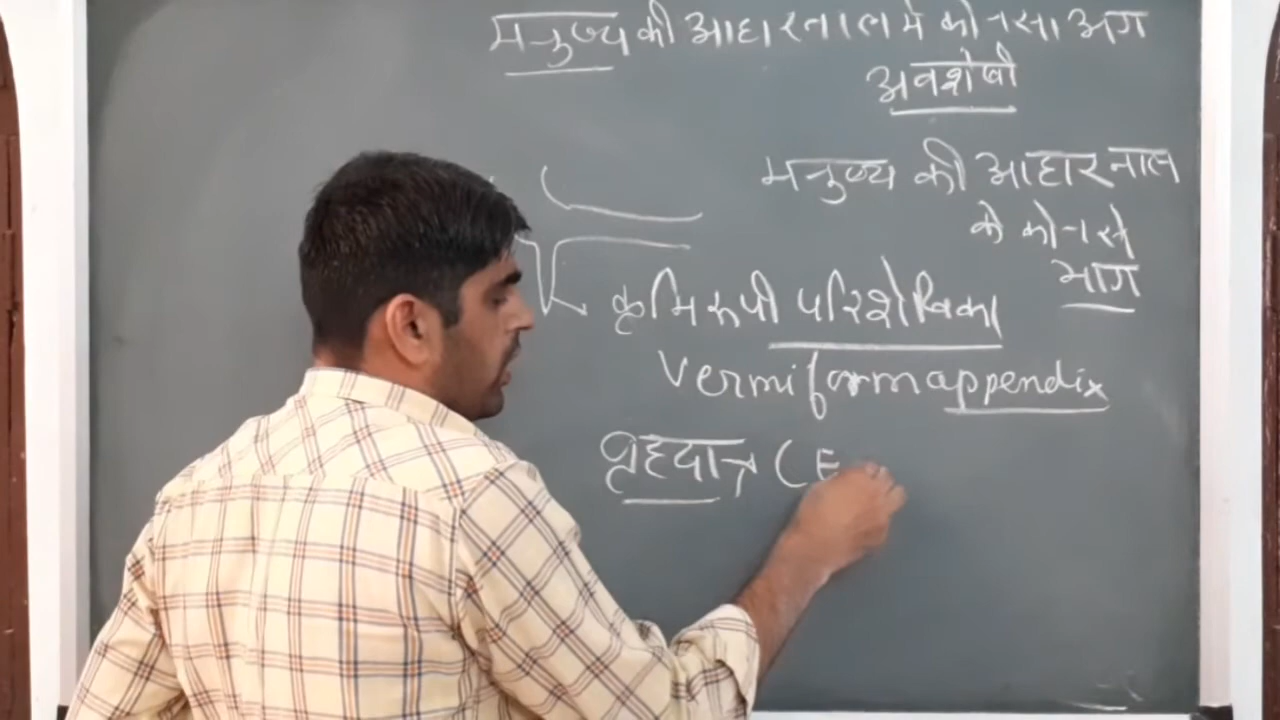 मनुष्य की आहारनाल मे कोनसा अंग
अवशेषी
मनुष्य की आहारनाल
के कोनसे
भाग
कृमिरुपी परिशेषिका
Vermiform appendix
वृहदांत्र ( E